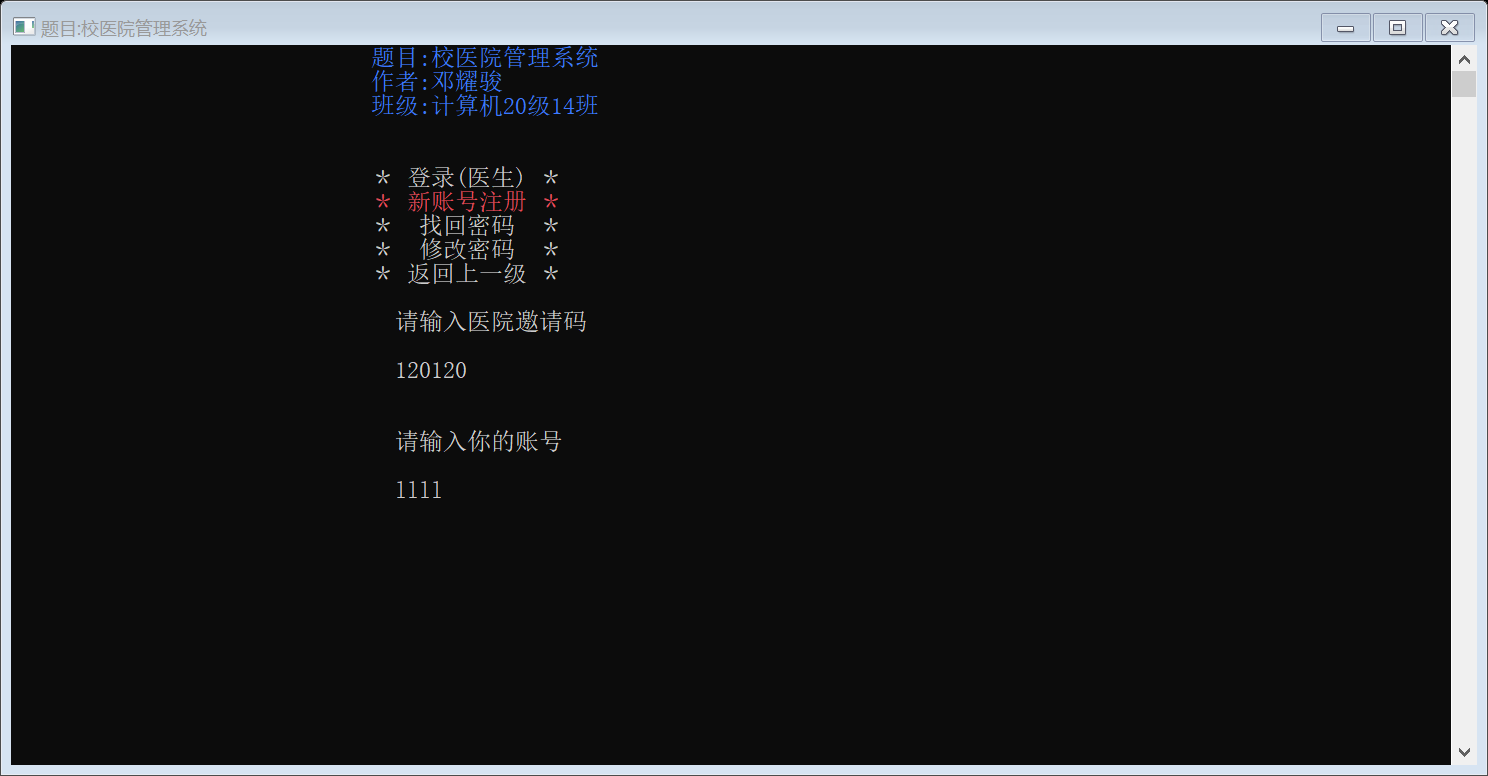 题目:校医院管理系统
题目:校医院管理系统
作者:邓耀骏
班级:计算机20级14班
* 登录(医生) *
* 新账号注册 *
* 找回密码 *
* 修改密码 *
* 返回上一级 *
请输入医院邀请码
120120
请输入你的账号
1111